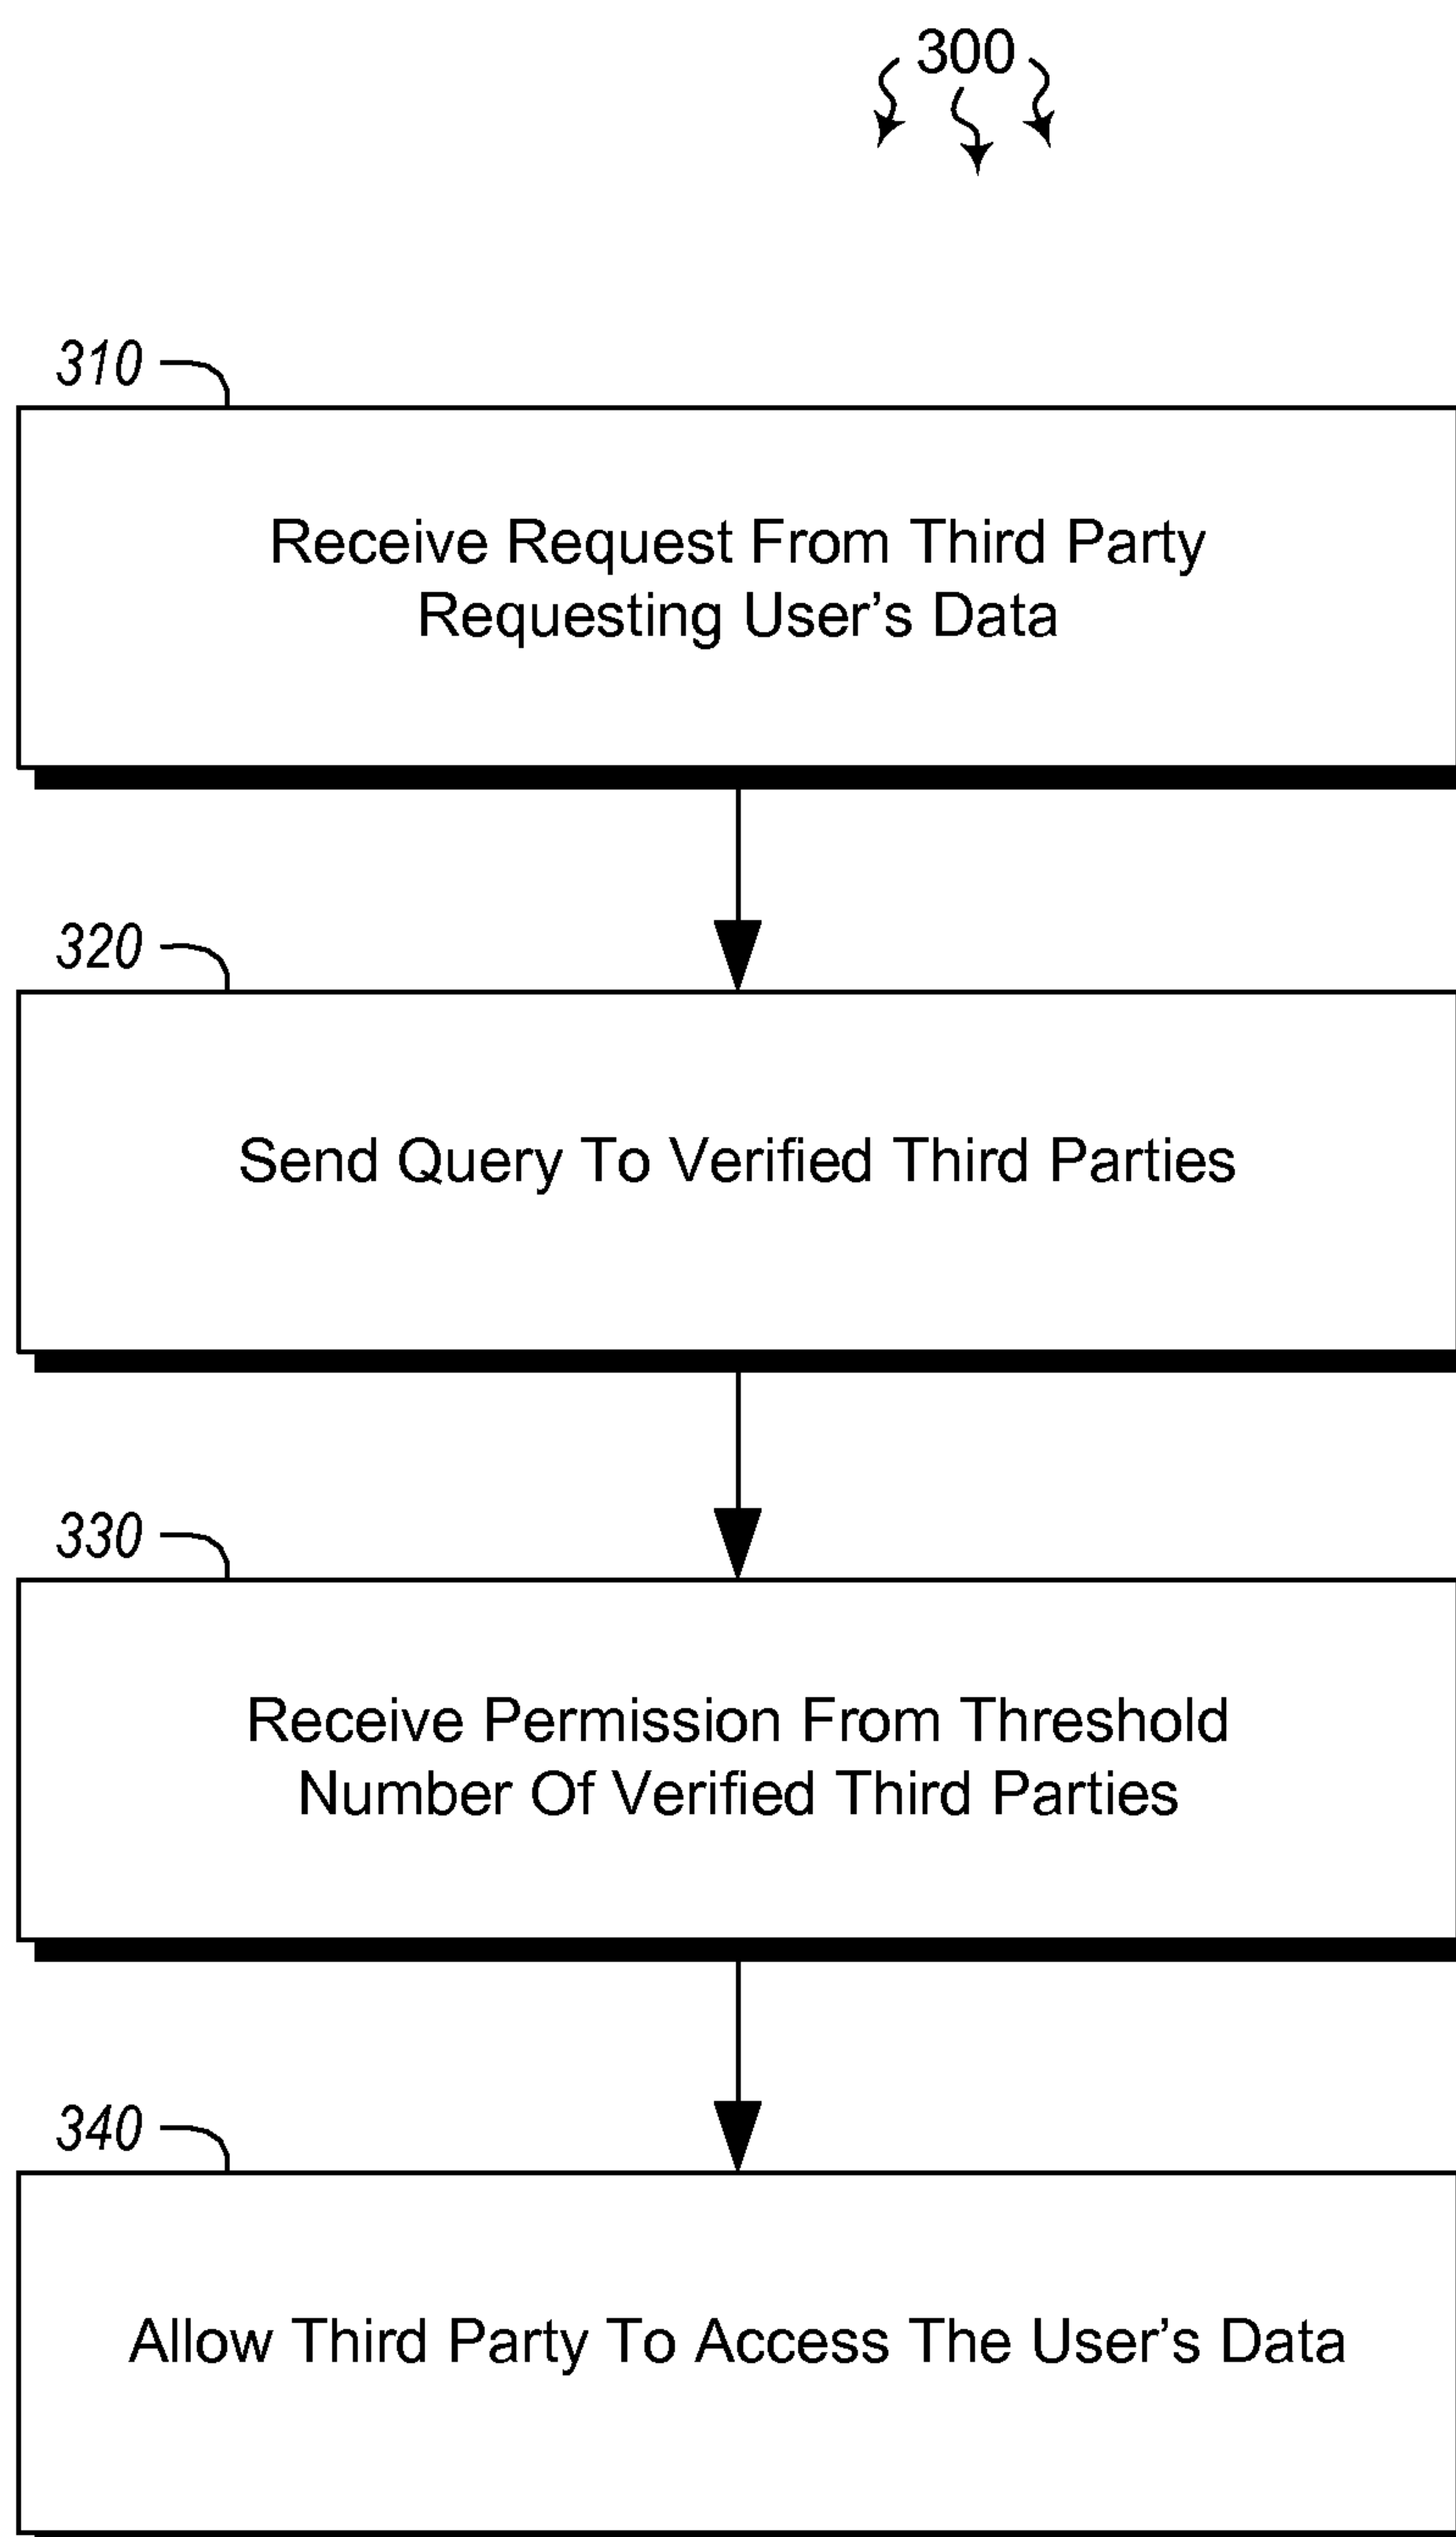 300
310
Receive Request From Third Party
Requesting User’s Data
320
Send Query To Verified Third Parties
330
Receive Permission From Threshold
Number Of Verified Third Parties
340
Allow Third Party To Access The User’s Data